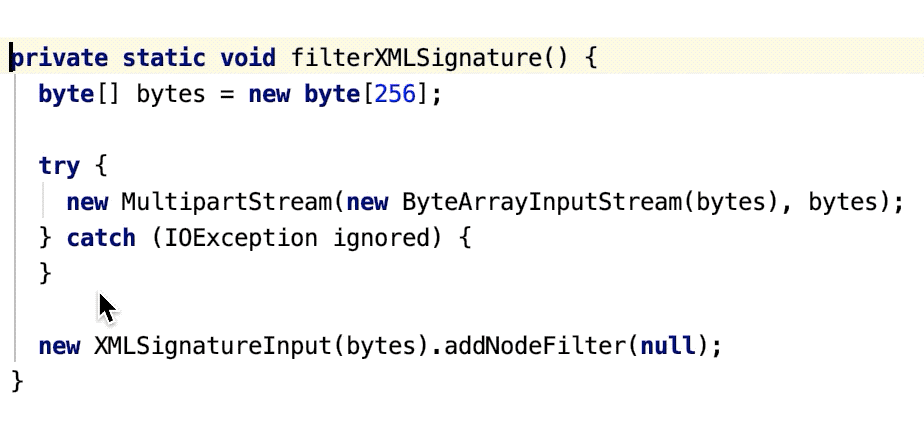 private static void filterXMLSignature() {
  byte[] bytes = new byte[256];
  try {
    new MultipartStream(new ByteArrayInputStream(bytes), bytes);
  } catch (IOException ignored) {
  }
  new XMLSignatureInput(bytes).addNodeFilter(null);
}